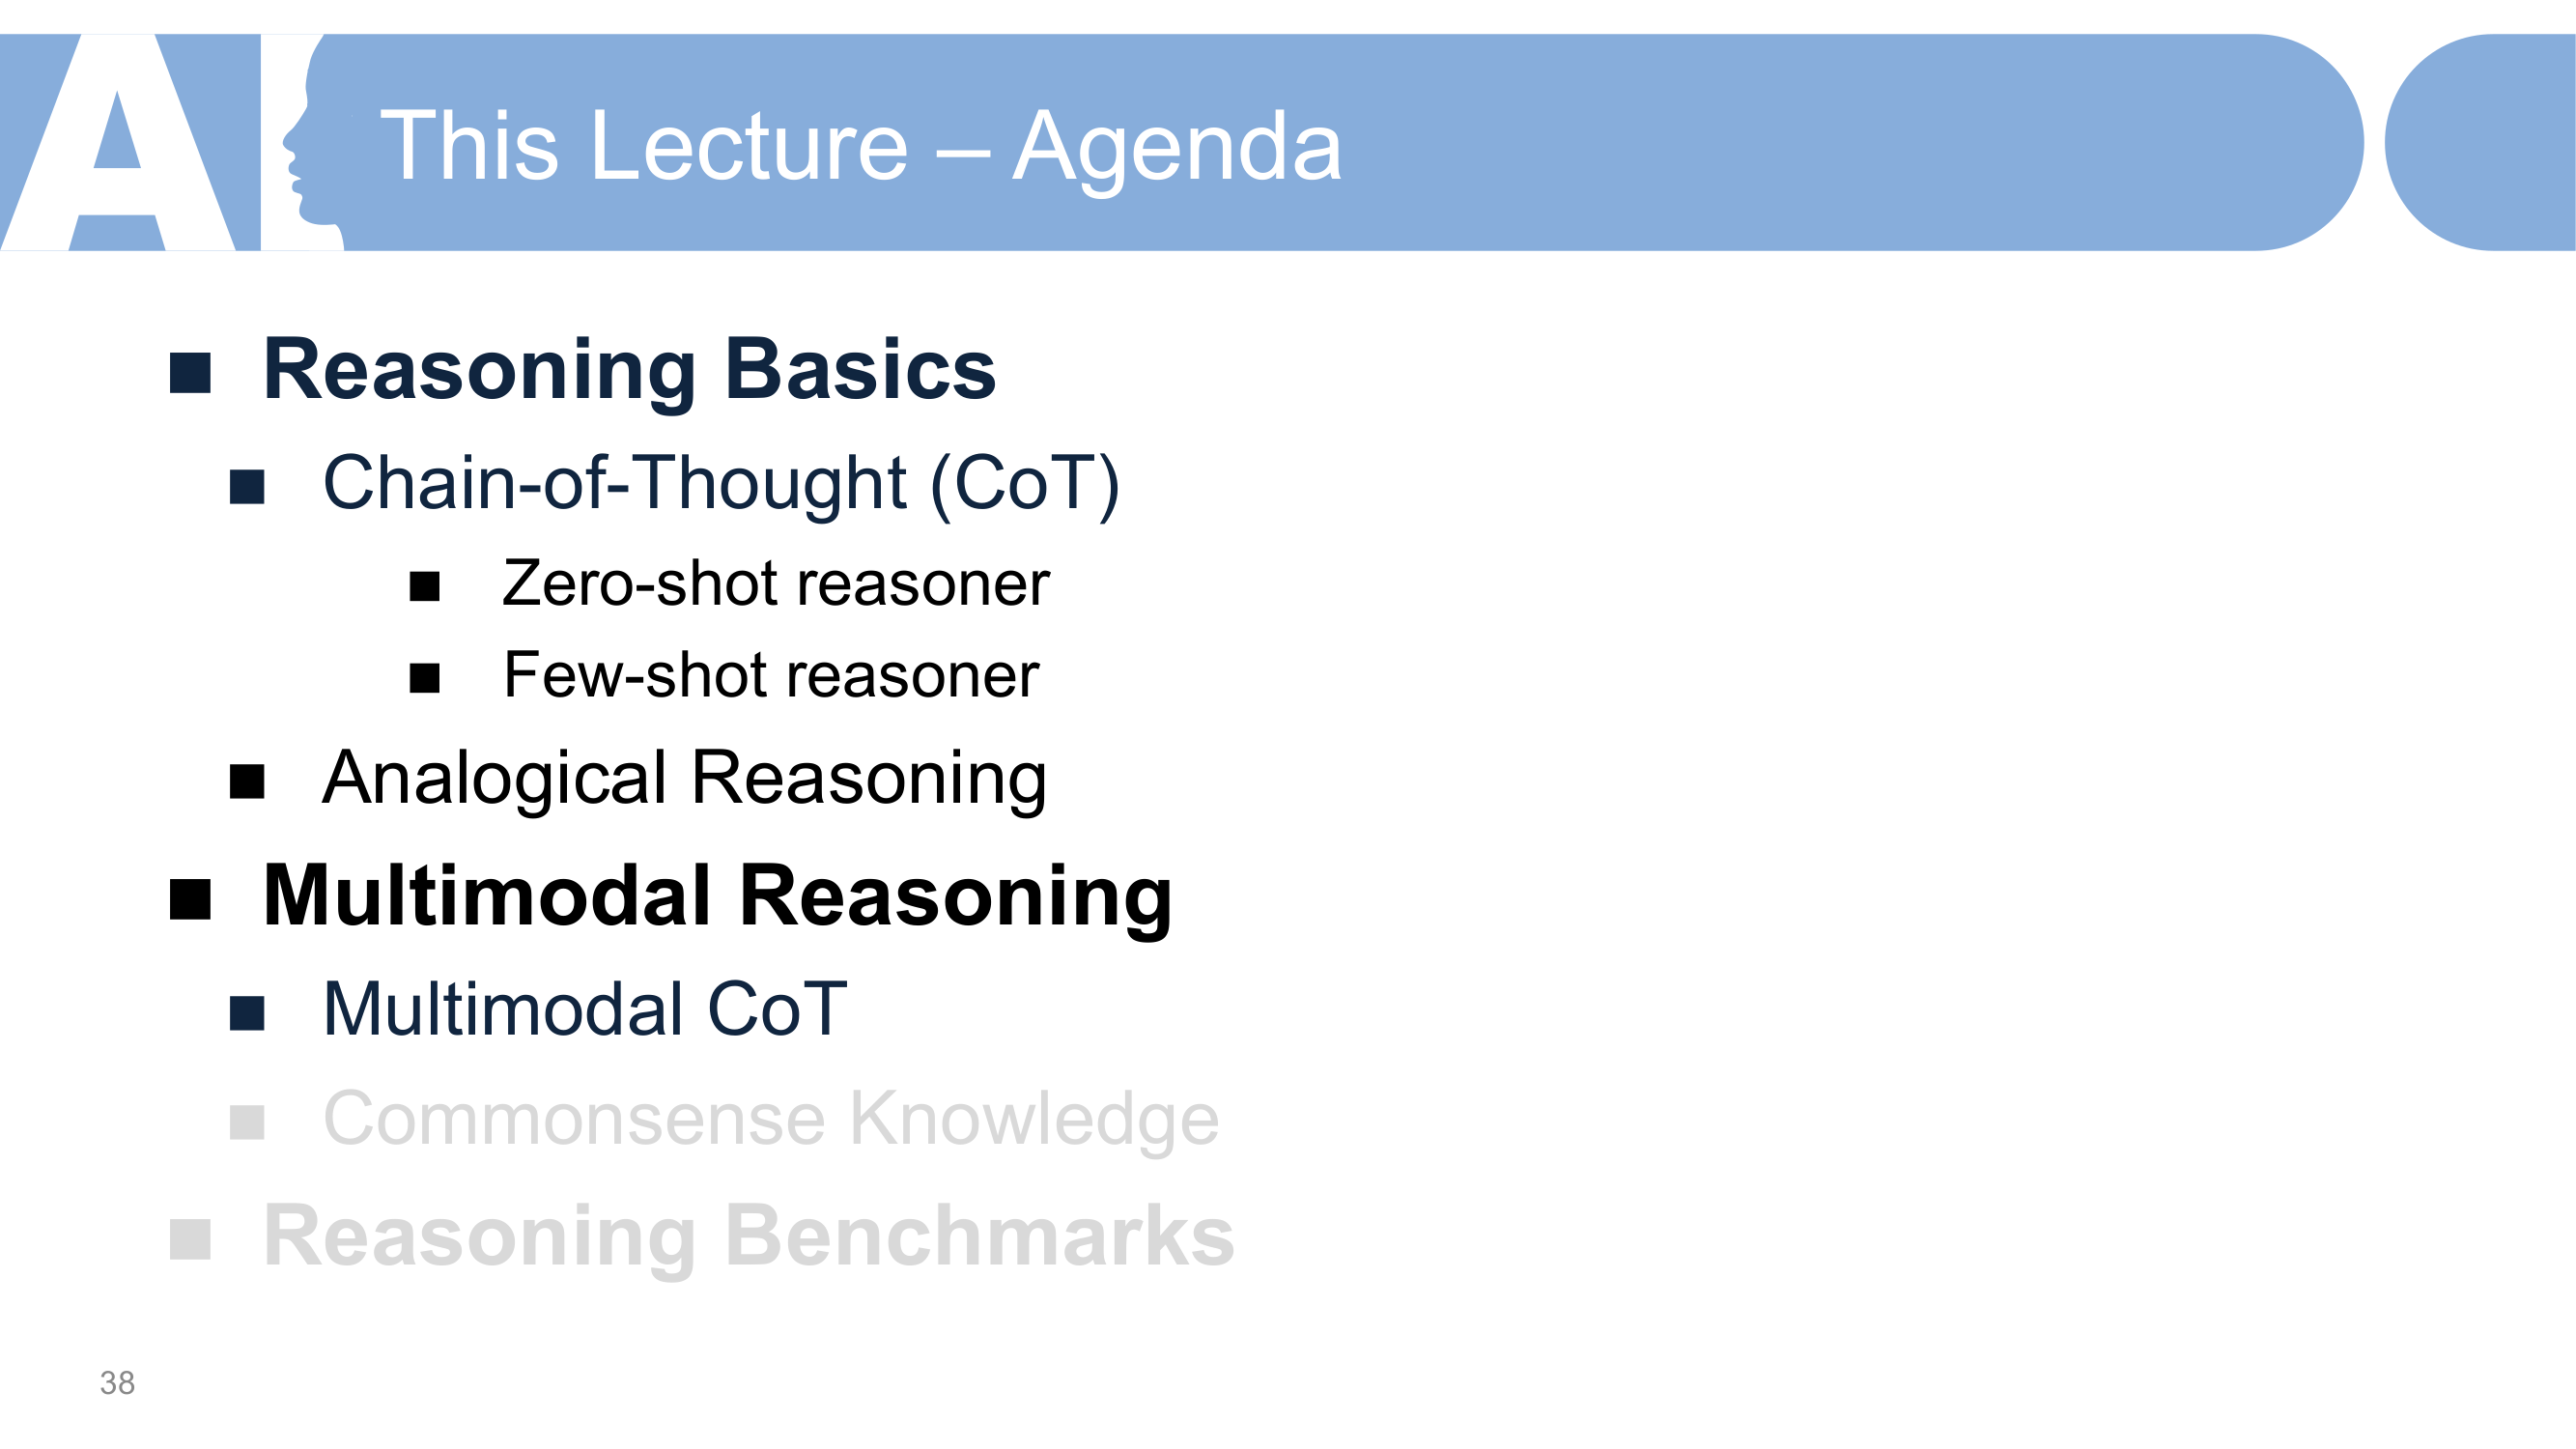 AI
This Lecture – Agenda
Reasoning Basics
Chain-of-Thought (CoT)
Zero-shot reasoner
Few-shot reasoner
Analogical Reasoning
Multimodal Reasoning
Multimodal CoT
Commonsense Knowledge
Reasoning Benchmarks
38